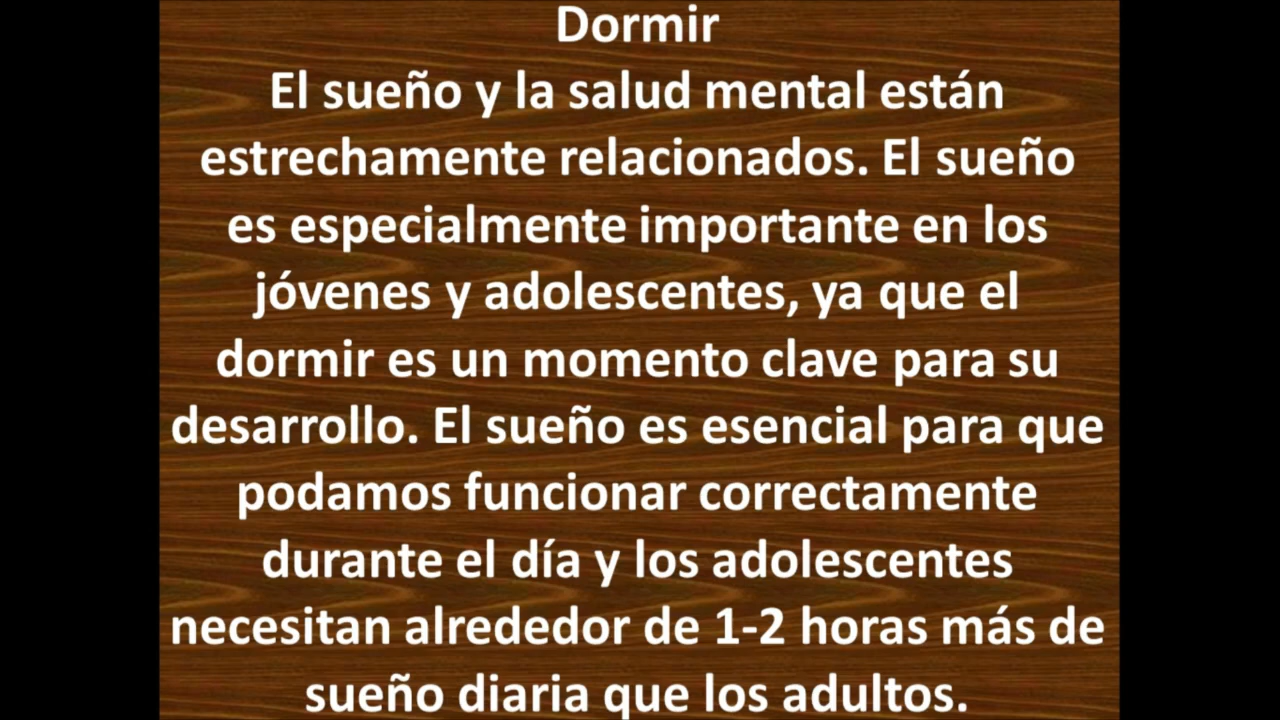 Dormir
El sueño y la salud mental están
estrechamente relacionados. El sueño
es especialmente importante en los
jóvenes y adolescentes, ya que el
dormir es un momento clave para su
desarrollo. El sueño es esencial para que
podamos funcionar correctamente
durante el día y los adolescentes
necesitan alrededor de 1-2 horas más de
sueño diaria que los adultos.